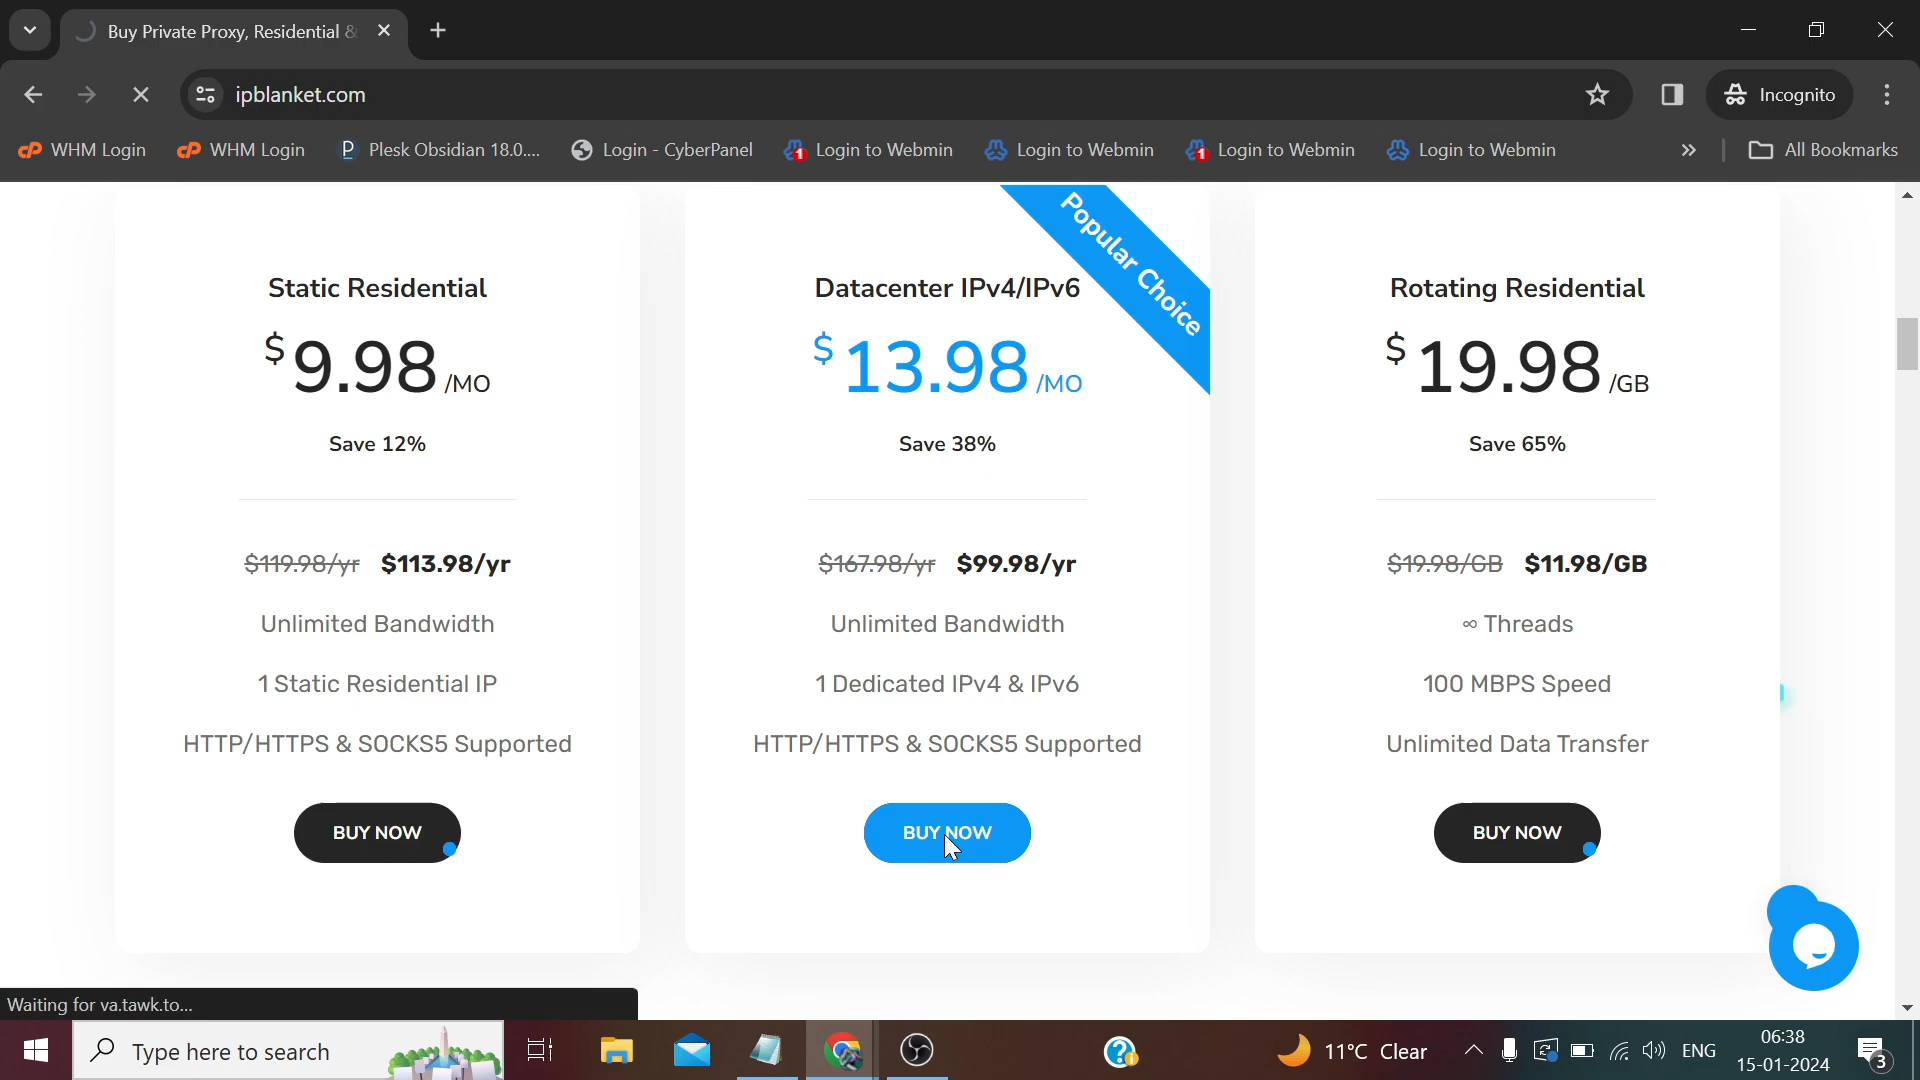 Buy Private Proxy, Residential &
ipblanket.com
Incognito
WHM Login
WHM Login
Plesk Obsidian 18.0....
Login - CyberPanel
1 Login to Webmin
Login to Webmin
1 Login to Webmin
Login to Webmin
» All Bookmarks
Popular Choice
Static Residential
$9.98/MO
Save 12%
$119.98/yr $113.98/yr
Unlimited Bandwidth
1 Static Residential IP
HTTP/HTTPS & SOCKS5 Supported
BUY NOW
Datacenter IPv4/IPv6
$13.98/MO
Save 38%
$167.98/yr $99.98/yr
Unlimited Bandwidth
1 Dedicated IPv4 & IPv6
HTTP/HTTPS & SOCKS5 Supported
BUY NOW
Rotating Residential
$19.98/GB
Save 65%
$19.98/GB $11.98/GB
∞ Threads
100 MBPS Speed
Unlimited Data Transfer
BUY NOW
Waiting for va.tawk.to...
Type here to search
11°C Clear
ENG
06:38
15-01-2024
3